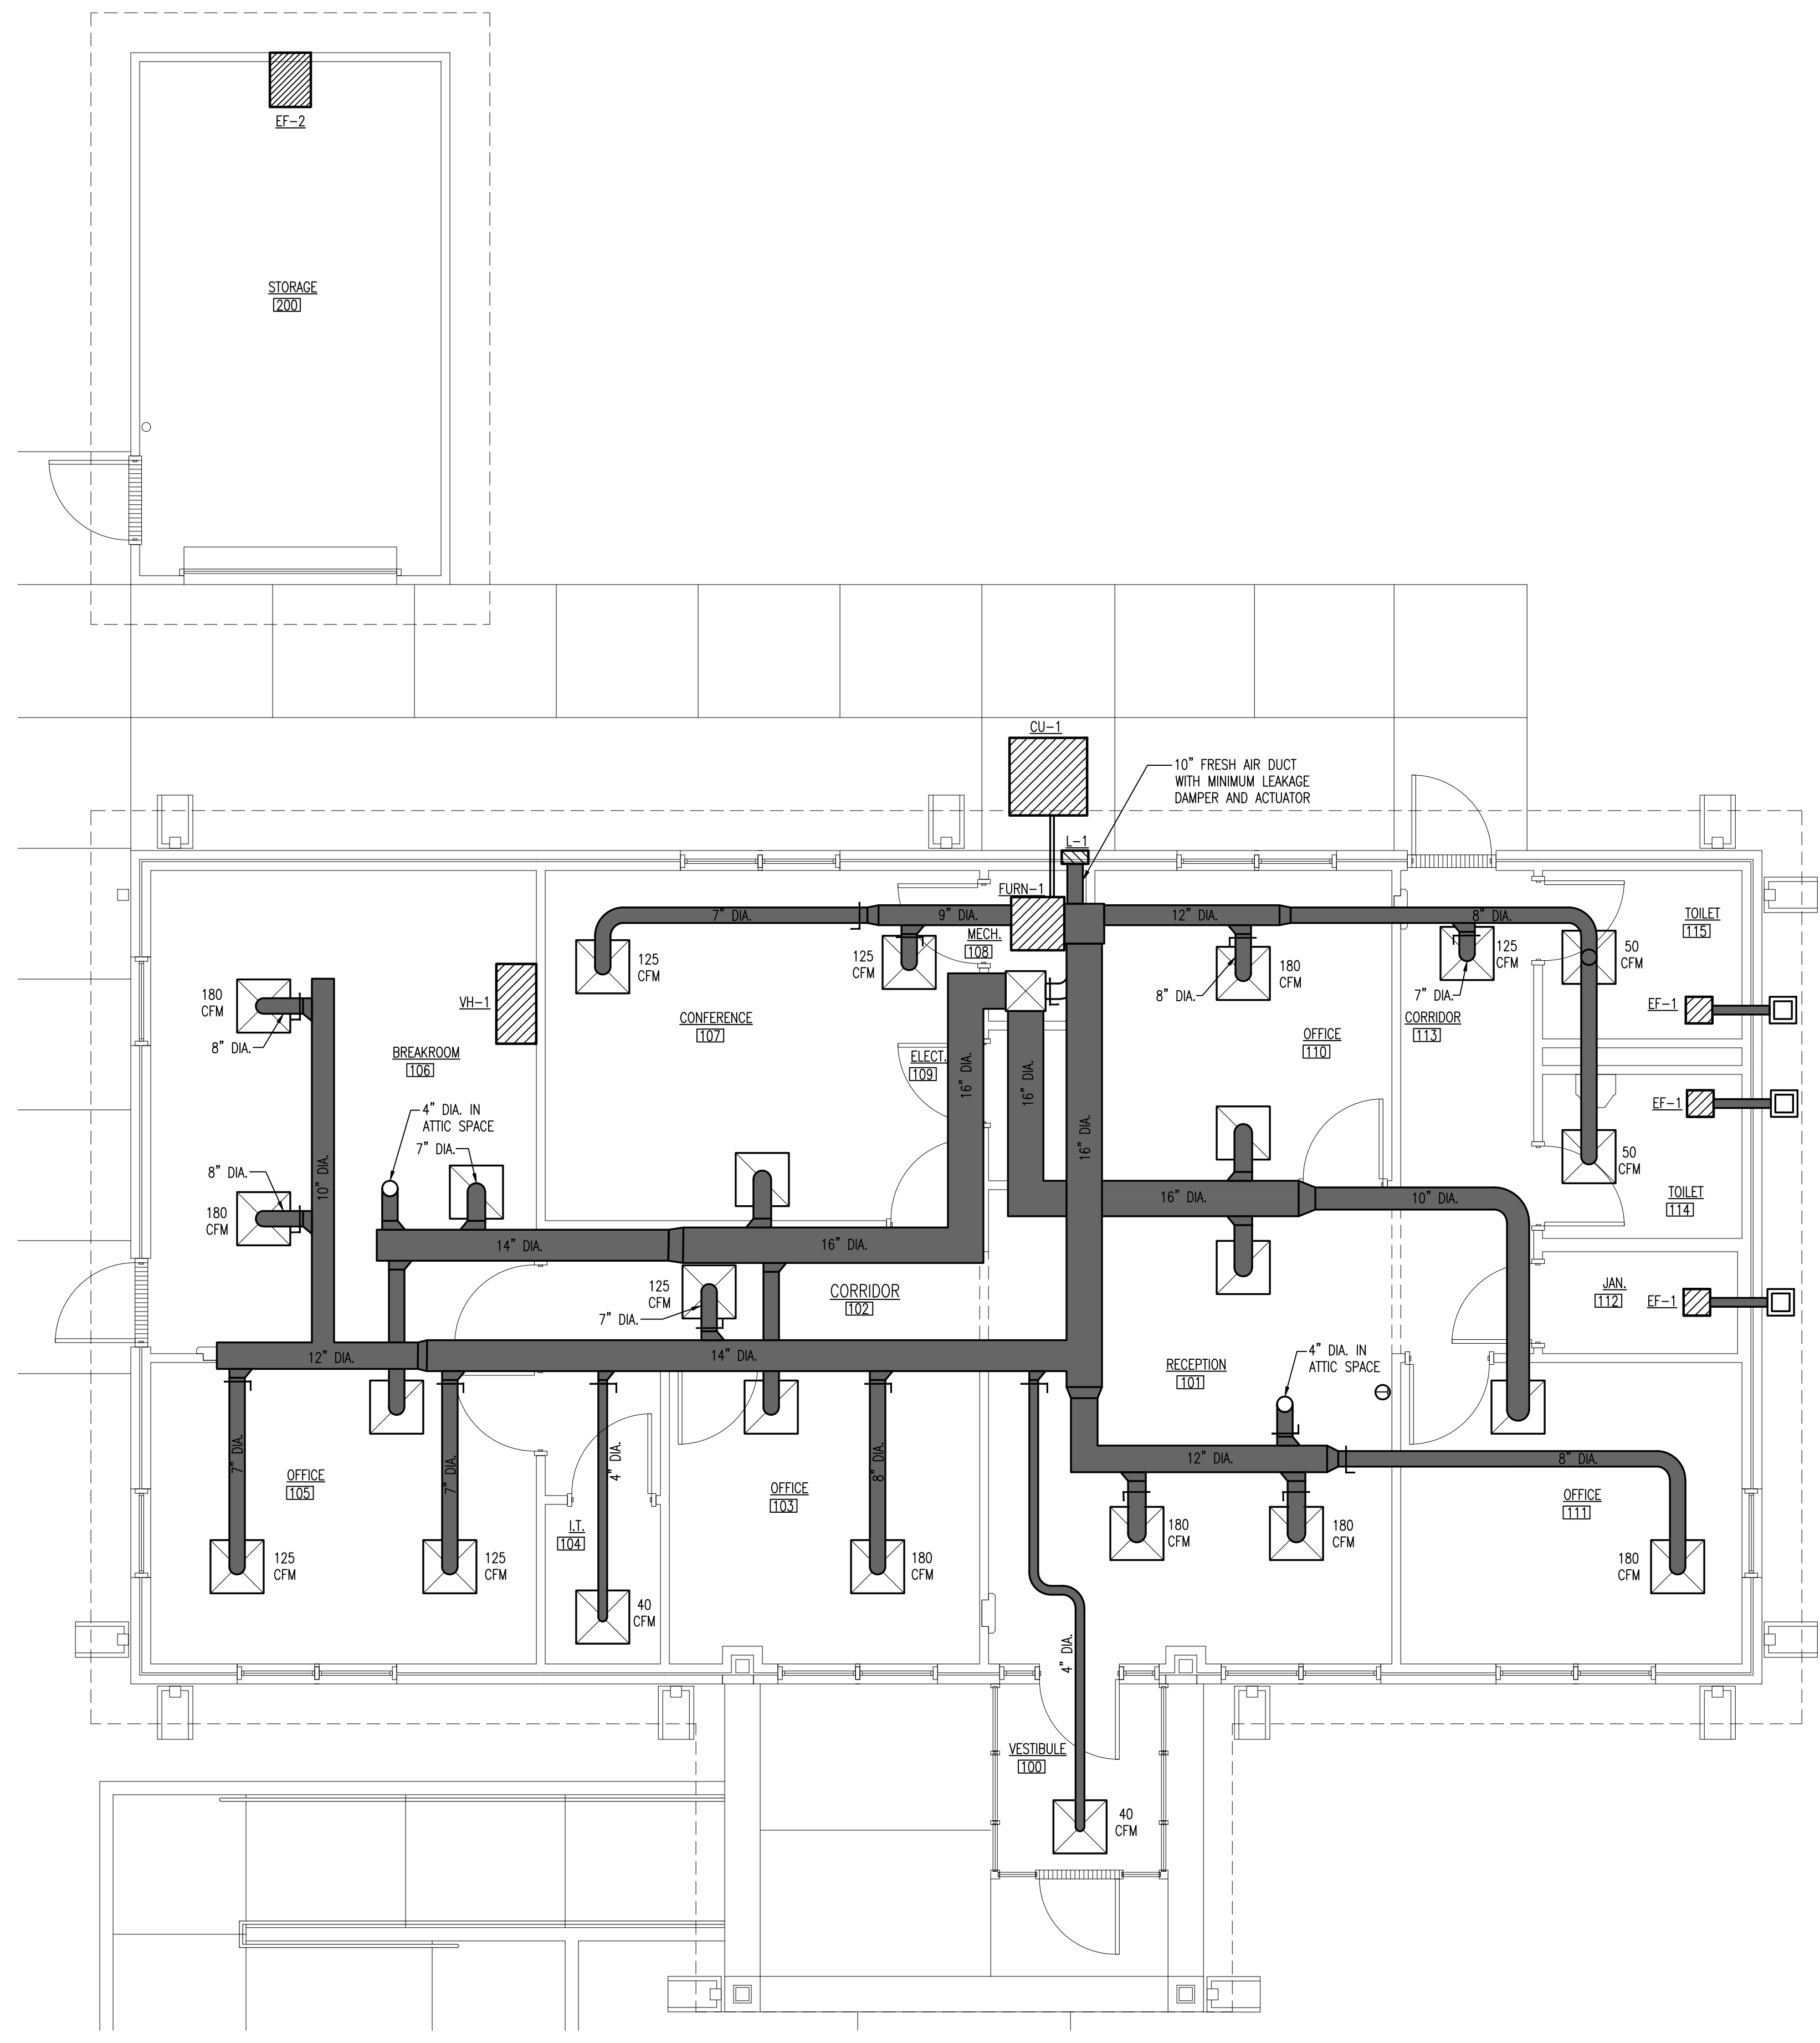 EF-2
STORAGE
200
CU-1
10" FRESH AIR DUCT
WITH MINIMUM LEAKAGE
DAMPER AND ACTUATOR
L-1
FURN-1
7" DIA.
9" DIA.
12" DIA.
8" DIA.
MECH.
108
TOILET
115
125
CFM
125
CFM
180
CFM
125
CFM
50
CFM
180
CFM
8" DIA.
VH-1
8" DIA.
7" DIA.
EF-1
CONFERENCE
107
OFFICE
110
CORRIDOR
113
BREAKROOM
106
ELECT.
109
16" DIA.
16" DIA.
16" DIA.
4" DIA. IN
ATTIC SPACE
7" DIA.
EF-1
8" DIA.
180
CFM
10" DIA.
50
CFM
TOILET
114
16" DIA.
10" DIA.
14" DIA.
16" DIA.
125
CFM
7" DIA.
CORRIDOR
102
JAN.
112
EF-1
12" DIA.
14" DIA.
RECEPTION
101
4" DIA. IN
ATTIC SPACE
7" DIA.
7" DIA.
4" DIA.
8" DIA.
12" DIA.
8" DIA.
OFFICE
105
OFFICE
103
OFFICE
111
I.T.
104
180
CFM
180
CFM
125
CFM
125
CFM
180
CFM
180
CFM
40
CFM
4" DIA.
VESTIBULE
100
40
CFM